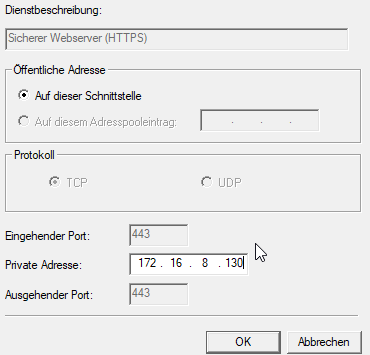 Dienstbeschreibung:
Sicherer Webserver (HTTPS)
Öffentliche Adresse
Auf dieser Schnittstelle
Auf diesem Adresspooleintrag: . . .
Protokoll
TCP UDP
Eingehender Port: 443
Private Adresse: 172 . 16 . 8 . 130
Ausgehender Port: 443
OK Abbrechen